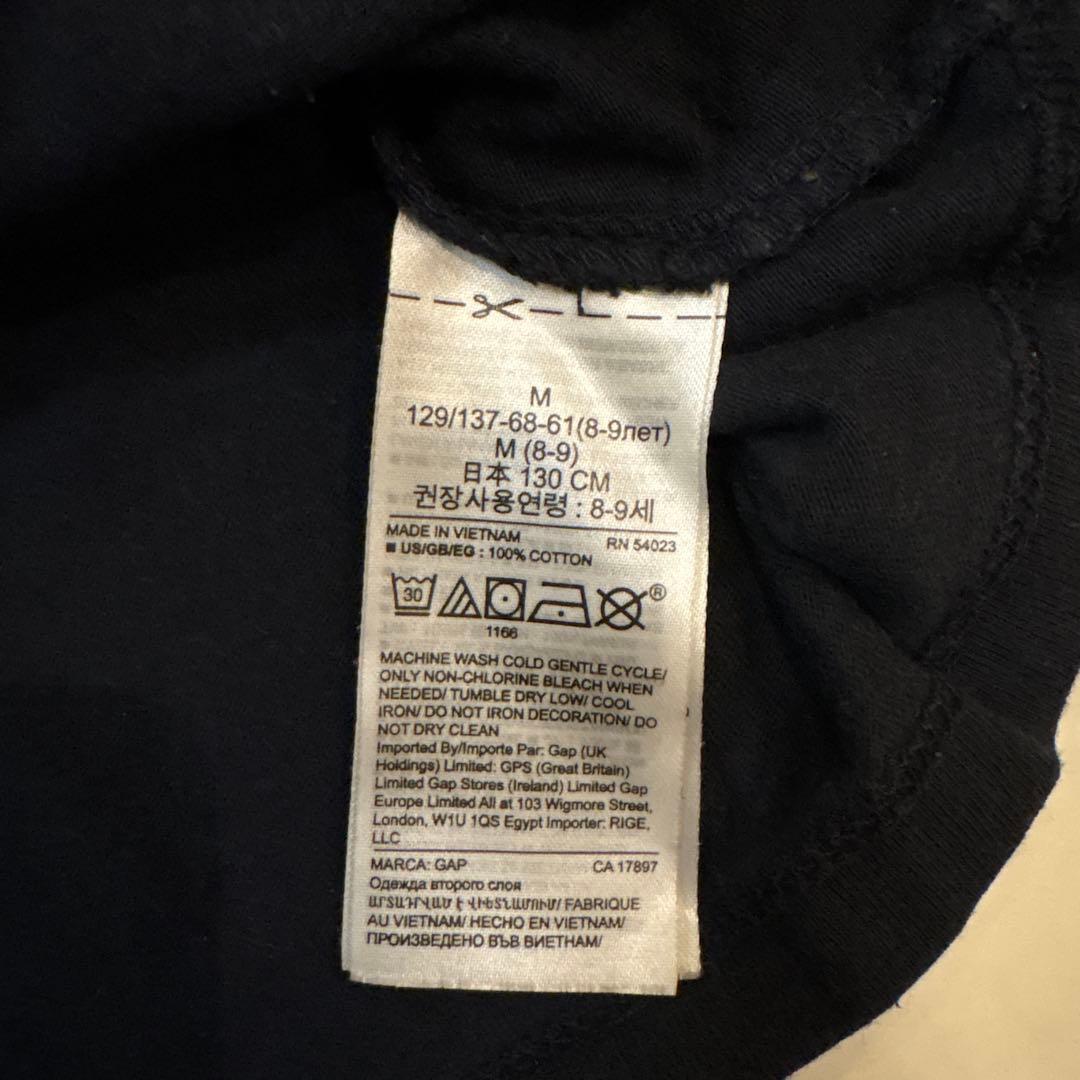 M
129/137-68-61(8-9лет)
M (8-9)
日本 130 CM
권장사용연령 : 8-9세
MADE IN VIETNAM RN 54023
■ US/GB/EG : 100% COTTON
30 ®
1166
MACHINE WASH COLD GENTLE CYCLE/
ONLY NON-CHLORINE BLEACH WHEN
NEEDED/ TUMBLE DRY LOW/ COOL
IRON/ DO NOT IRON DECORATION/ DO
NOT DRY CLEAN
Imported By/Importe Par: Gap (UK
Holdings) Limited: GPS (Great Britain)
Limited Gap Stores (Ireland) Limited Gap
Europe Limited All at 103 Wigmore Street,
London, W1U 1QS Egypt Importer: RIGE,
LLC
MARCA: GAP CA 17897
Одежда второго слоя
ԱՐՏԱԴՐՎԱԾ Է ՎԻԵՏՆԱՄՈՒՄ/ FABRIQUE
AU VIETNAM/ HECHO EN VIETNAM/
ПРОИЗВЕДЕНО ВЪВ ВИЕТНАМ/